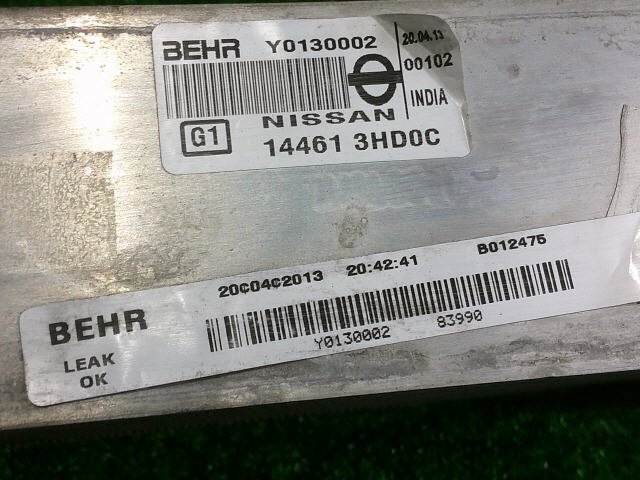 BEHR Y0130002 20.04.13
00102
INDIA
NISSAN
G1 14461 3HD0C
20¢04¢2013 20:42:41 B012475
BEHR
Y0130002 83990
LEAK
OK